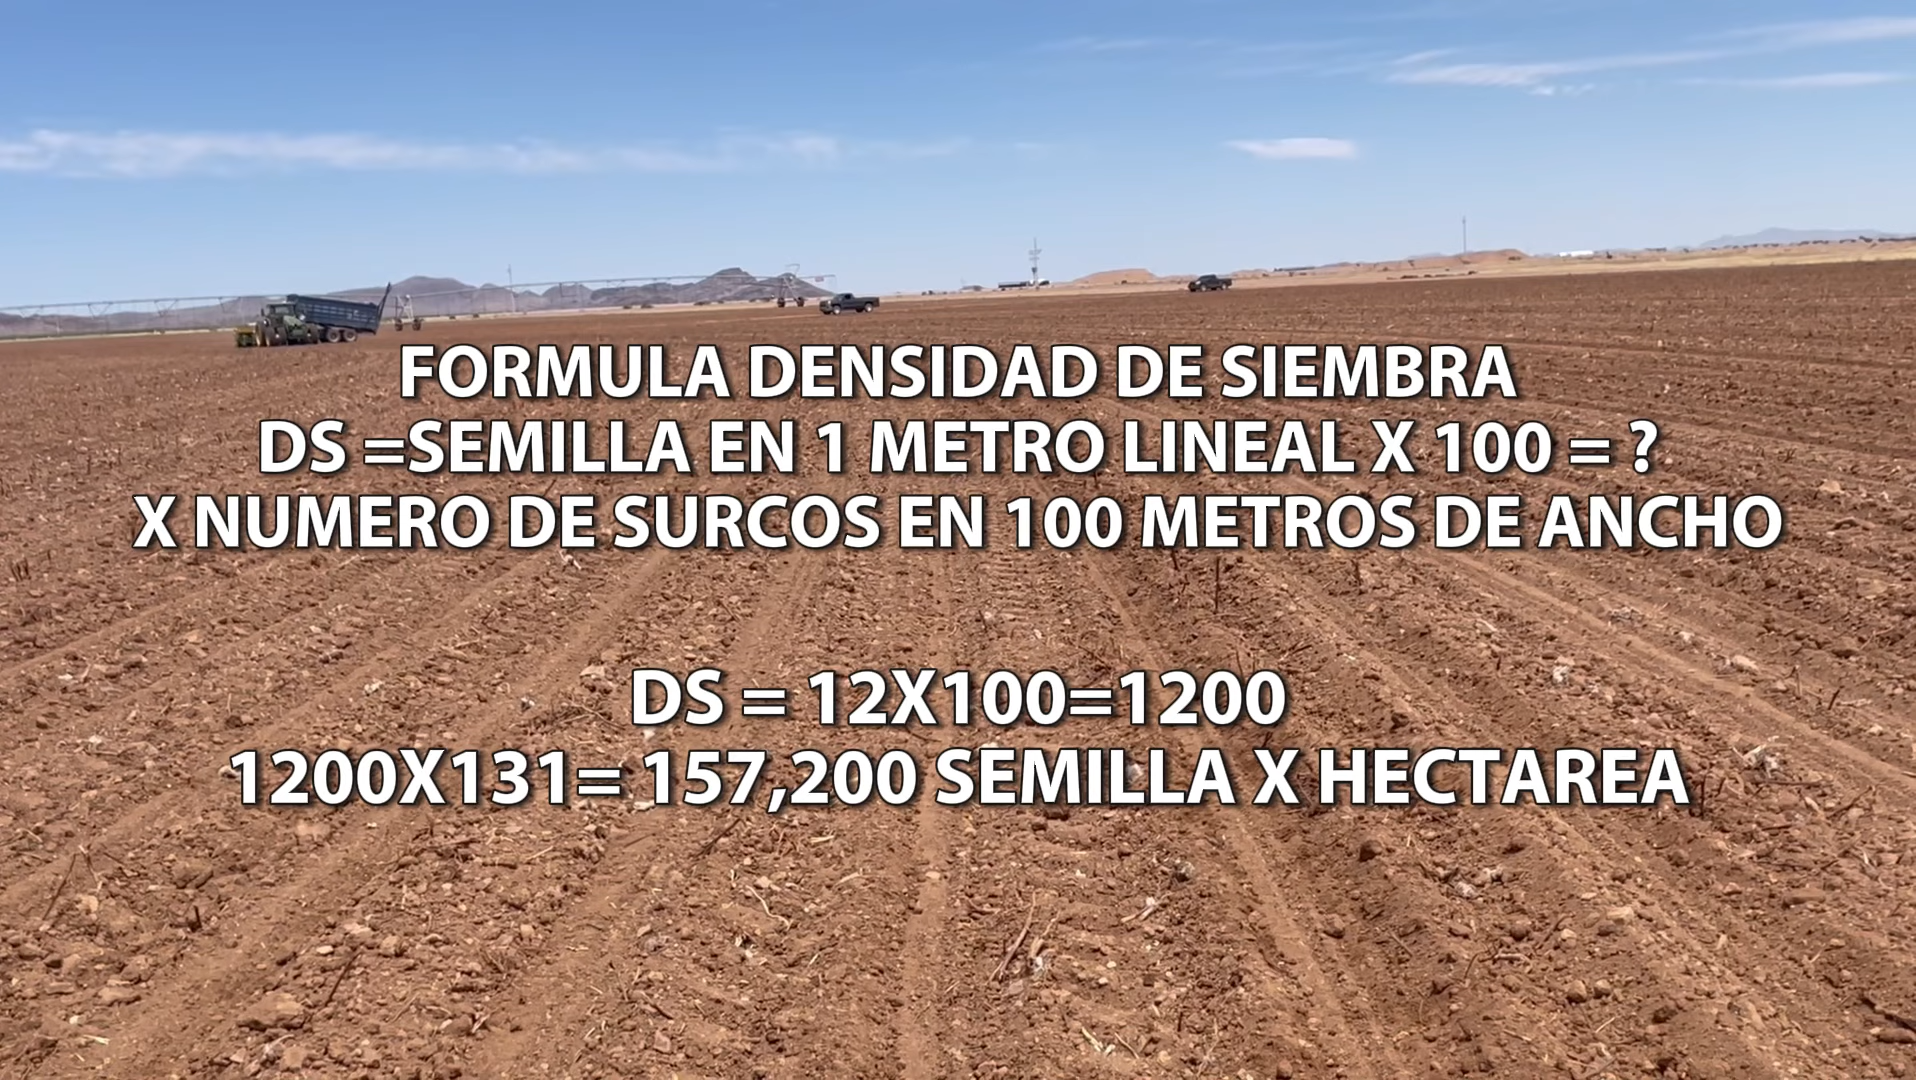 FORMULA DENSIDAD DE SIEMBRA
DS =SEMILLA EN 1 METRO LINEAL X 100 = ?
X NUMERO DE SURCOS EN 100 METROS DE ANCHO
DS = 12X100=1200
1200X131= 157,200 SEMILLA X HECTAREA